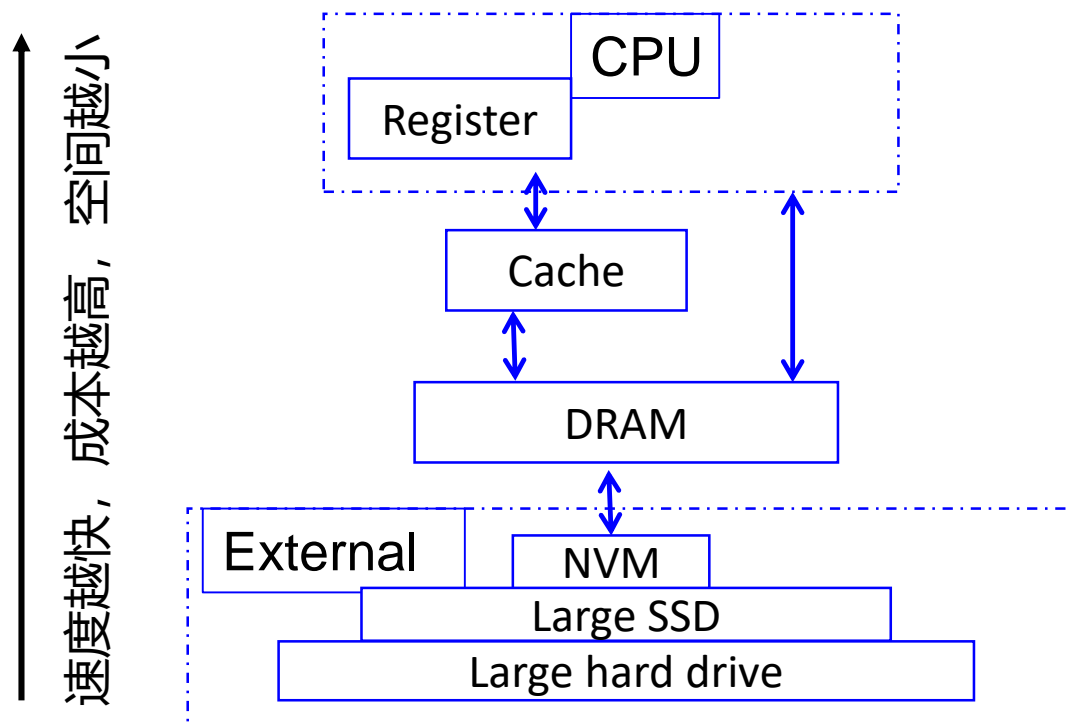 CPU
Register
Cache
DRAM
External
NVM
Large SSD
Large hard drive
速度越快，成本越高，空间越小